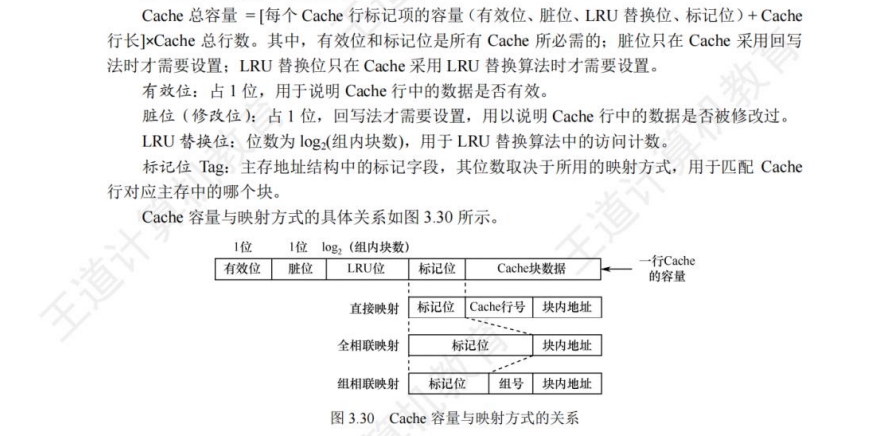 Cache 总容量 = [每个 Cache 行标记项的容量（有效位、脏位、LRU 替换位、标记位）+ Cache
行长]×Cache 总行数。其中，有效位和标记位是所有 Cache 所必需的；脏位只在 Cache 采用回写
法时才需要设置；LRU 替换位只在 Cache 采用 LRU 替换算法时才需要设置。
有效位：占 1 位，用于说明 Cache 行中的数据是否有效。
脏位（修改位）：占 1 位，回写法才需要设置，用以说明 Cache 行中的数据是否被修改过。
LRU 替换位：位数为 log₂(组内块数)，用于 LRU 替换算法中的访问计数。
标记位 Tag：主存地址结构中的标记字段，其位数取决于所用的映射方式，用于匹配 Cache
行对应主存中的哪个块。
Cache 容量与映射方式的具体关系如图 3.30 所示。
1位 1位 log₂（组内块数）
有效位 脏位 LRU位 标记位 Cache块数据 一行Cache
的容量
直接映射 标记位 Cache行号 块内地址
全相联映射 标记位 块内地址
组相联映射 标记位 组号 块内地址
图 3.30 Cache 容量与映射方式的关系
王道计算机教育
王道计算机教育